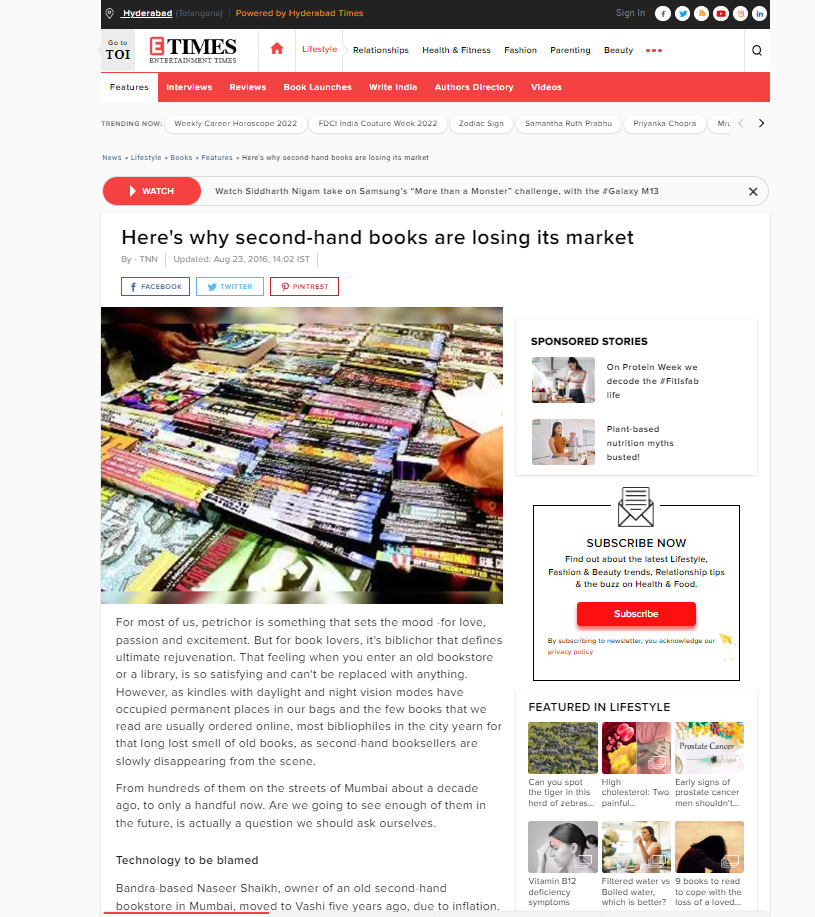 Hyderabad (Telangana) Powered by Hyderabad Times Sign In
Go to
TOI
E TIMES
ENTERTAINMENT TIMES
Lifestyle Relationships Health & Fitness Fashion Parenting Beauty
Features Interviews Reviews Book Launches Write India Authors Directory Videos
TRENDING NOW: Weekly Career Horoscope 2022 FDCI India Couture Week 2022 Zodiac Sign Samantha Ruth Prabhu Priyanka Chopra Mru
News » Lifestyle » Books » Features » Here's why second-hand books are losing its market
WATCH Watch Siddharth Nigam take on Samsung's “More than a Monster” challenge, with the #Galaxy M13
Here's why second-hand books are losing its market
By - TNN Updated: Aug 23, 2016, 14:02 IST
FACEBOOK TWITTER PINTREST
BLACK HOLE
BATMAN
For most of us, petrichor is something that sets the mood -for love,
passion and excitement. But for book lovers, it's biblichor that defines
ultimate rejuvenation. That feeling when you enter an old bookstore
or a library, is so satisfying and can't be replaced with anything.
However, as kindles with daylight and night vision modes have
occupied permanent places in our bags and the few books that we
read are usually ordered online, most bibliophiles in the city yearn for
that long lost smell of old books, as second-hand booksellers are
slowly disappearing from the scene.
From hundreds of them on the streets of Mumbai about a decade
ago, to only a handful now. Are we going to see enough of them in
the future, is actually a question we should ask ourselves.
Technology to be blamed
Bandra-based Naseer Shaikh, owner of an old second-hand
bookstore in Mumbai, moved to Vashi five years ago, due to inflation.
SPONSORED STORIES
On Protein Week we
decode the #FitIsfab
life
Plant-based
nutrition myths
busted!
SUBSCRIBE NOW
Find out about the latest Lifestyle,
Fashion & Beauty trends, Relationship tips
& the buzz on Health & Food.
Subscribe
By subscribing to newsletter, you acknowledge our
privacy policy
FEATURED IN LIFESTYLE
Prostate Cancer
Can you spot
the tiger in this
herd of zebras...
High
cholesterol: Two
painful...
Early signs of
prostate cancer
men shouldn't...
Vitamin B12
deficiency
symptoms
Filtered water vs
Boiled water,
which is better?
9 books to read
to cope with the
loss of a loved...